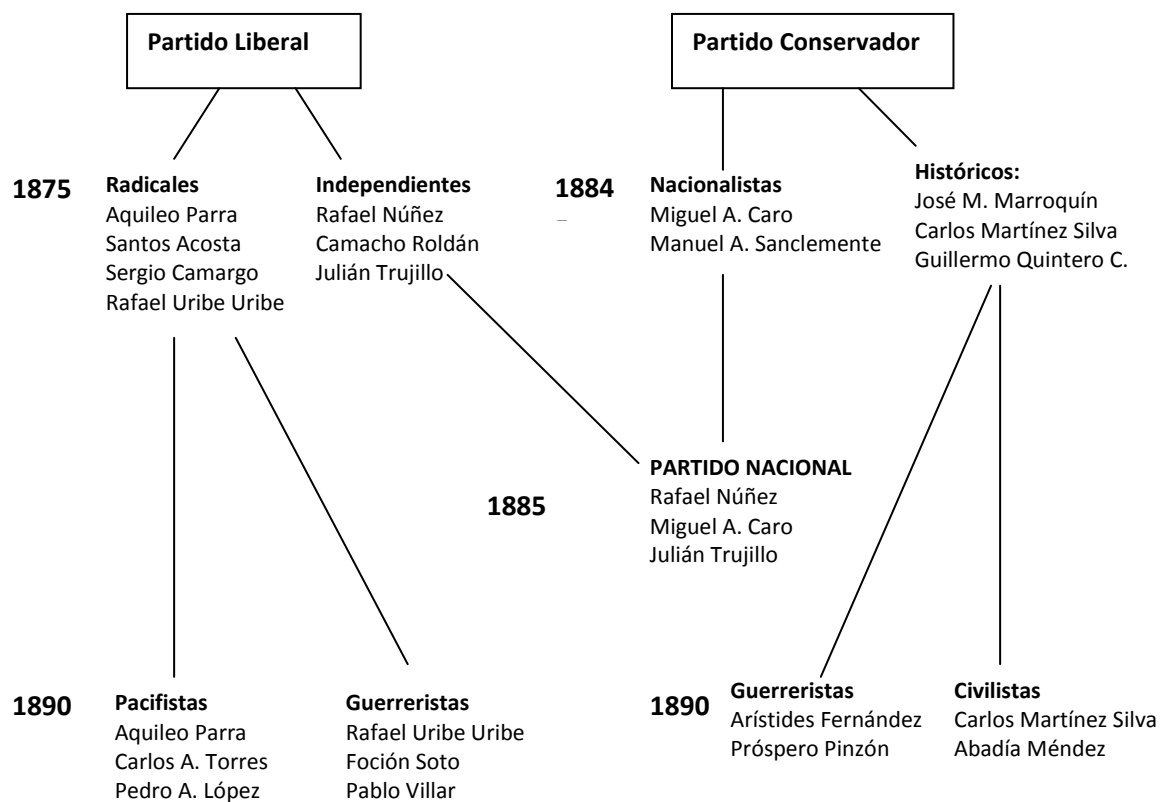 Partido Liberal
Partido Conservador
1875
Radicales
Aquileo Parra
Santos Acosta
Sergio Camargo
Rafael Uribe Uribe
Independientes
Rafael Núñez
Camacho Roldán
Julián Trujillo
1884
Nacionalistas
Miguel A. Caro
Manuel A. Sanclemente
Históricos:
José M. Marroquín
Carlos Martínez Silva
Guillermo Quintero C.
1885
PARTIDO NACIONAL
Rafael Núñez
Miguel A. Caro
Julián Trujillo
1890
Pacifistas
Aquileo Parra
Carlos A. Torres
Pedro A. López
Guerreristas
Rafael Uribe Uribe
Foción Soto
Pablo Villar
1890
Guerreristas
Arístides Fernández
Próspero Pinzón
Civilistas
Carlos Martínez Silva
Abadía Méndez